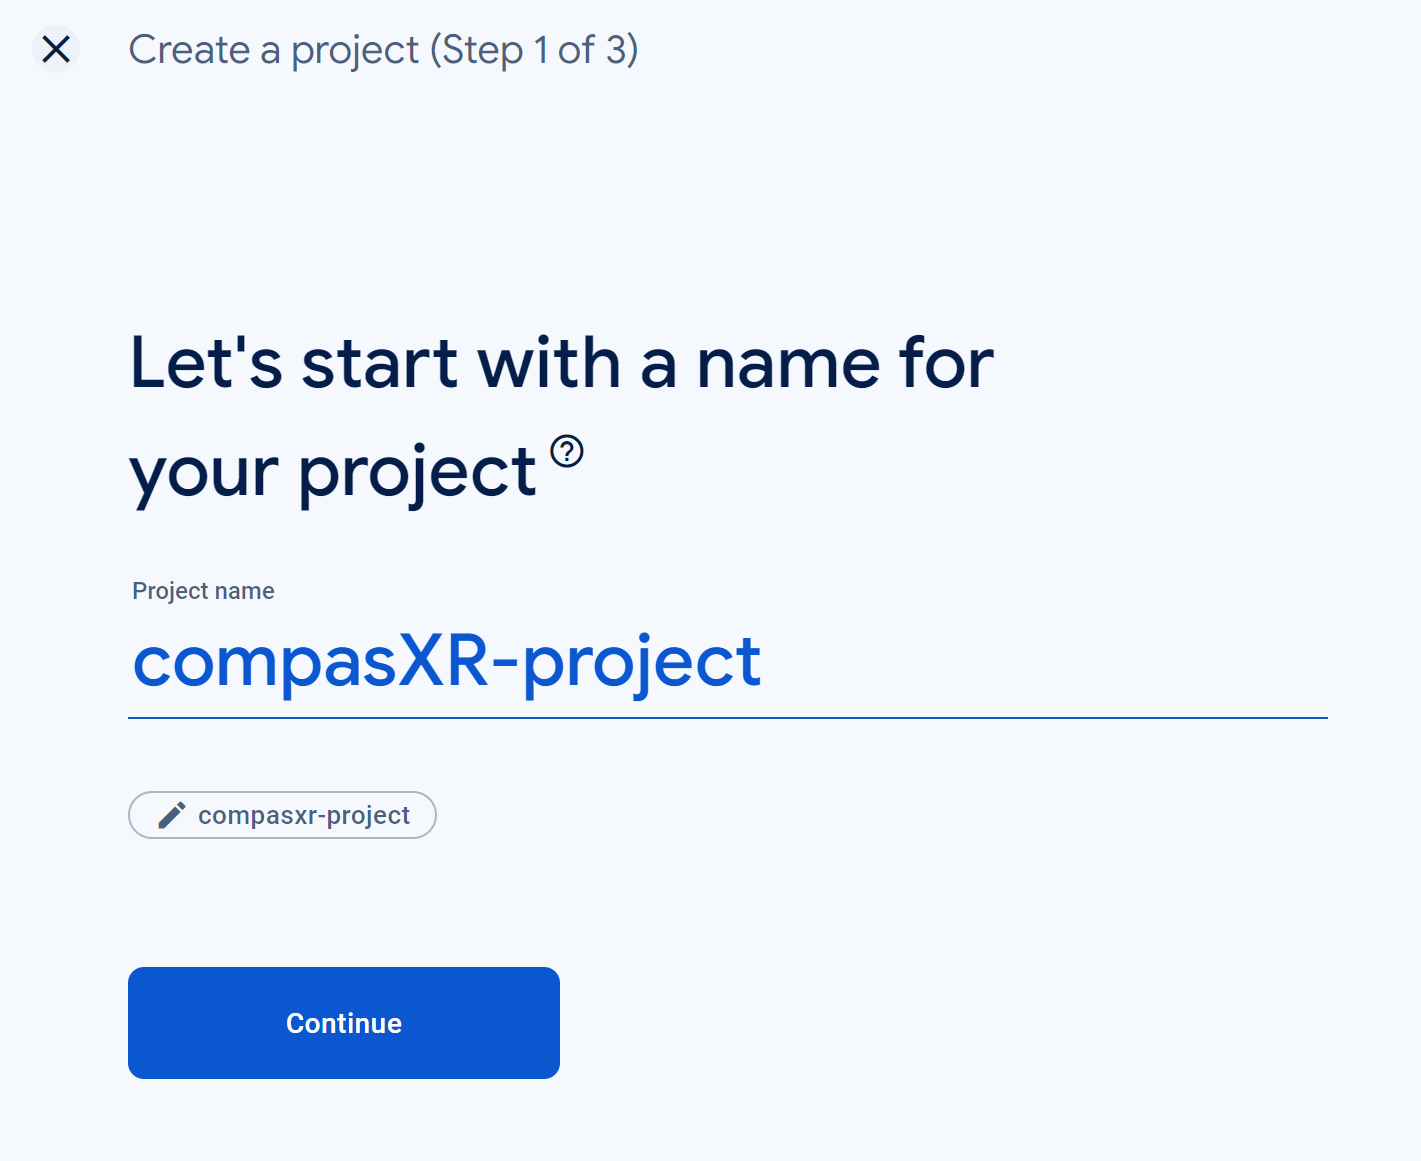 Create a project (Step 1 of 3)
Let's start with a name for
your project
Project name
compasXR-project
compasxr-project
Continue